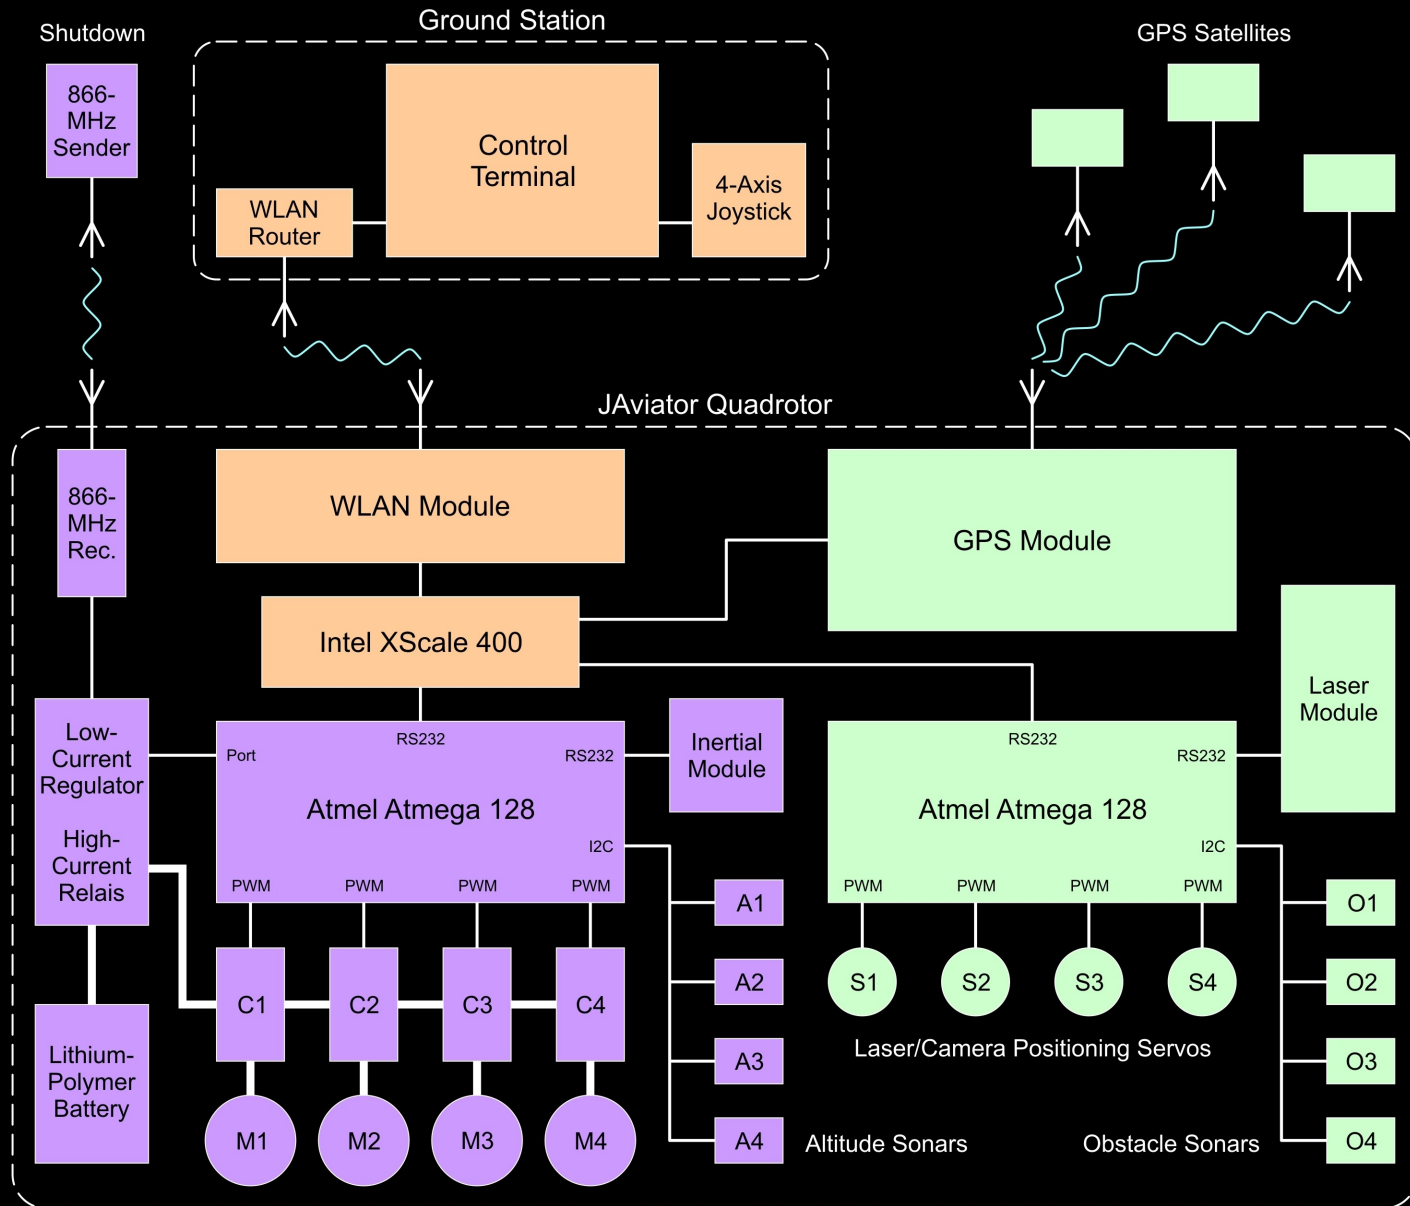 Shutdown
Ground Station
GPS Satellites
866-
MHz
Sender
Control
Terminal
WLAN
Router
4-Axis
Joystick
JAviator Quadrotor
866-
MHz
Rec.
WLAN Module
GPS Module
Intel XScale 400
Laser
Module
Low-
Current
Regulator
High-
Current
Relais
Port
RS232
RS232
Atmel Atmega 128
I2C
PWM
PWM
PWM
PWM
Inertial
Module
RS232
RS232
Atmel Atmega 128
I2C
PWM
PWM
PWM
PWM
A1
A2
A3
A4
Altitude Sonars
C1
C2
C3
C4
M1
M2
M3
M4
Lithium-
Polymer
Battery
S1
S2
S3
S4
Laser/Camera Positioning Servos
O1
O2
O3
O4
Obstacle Sonars